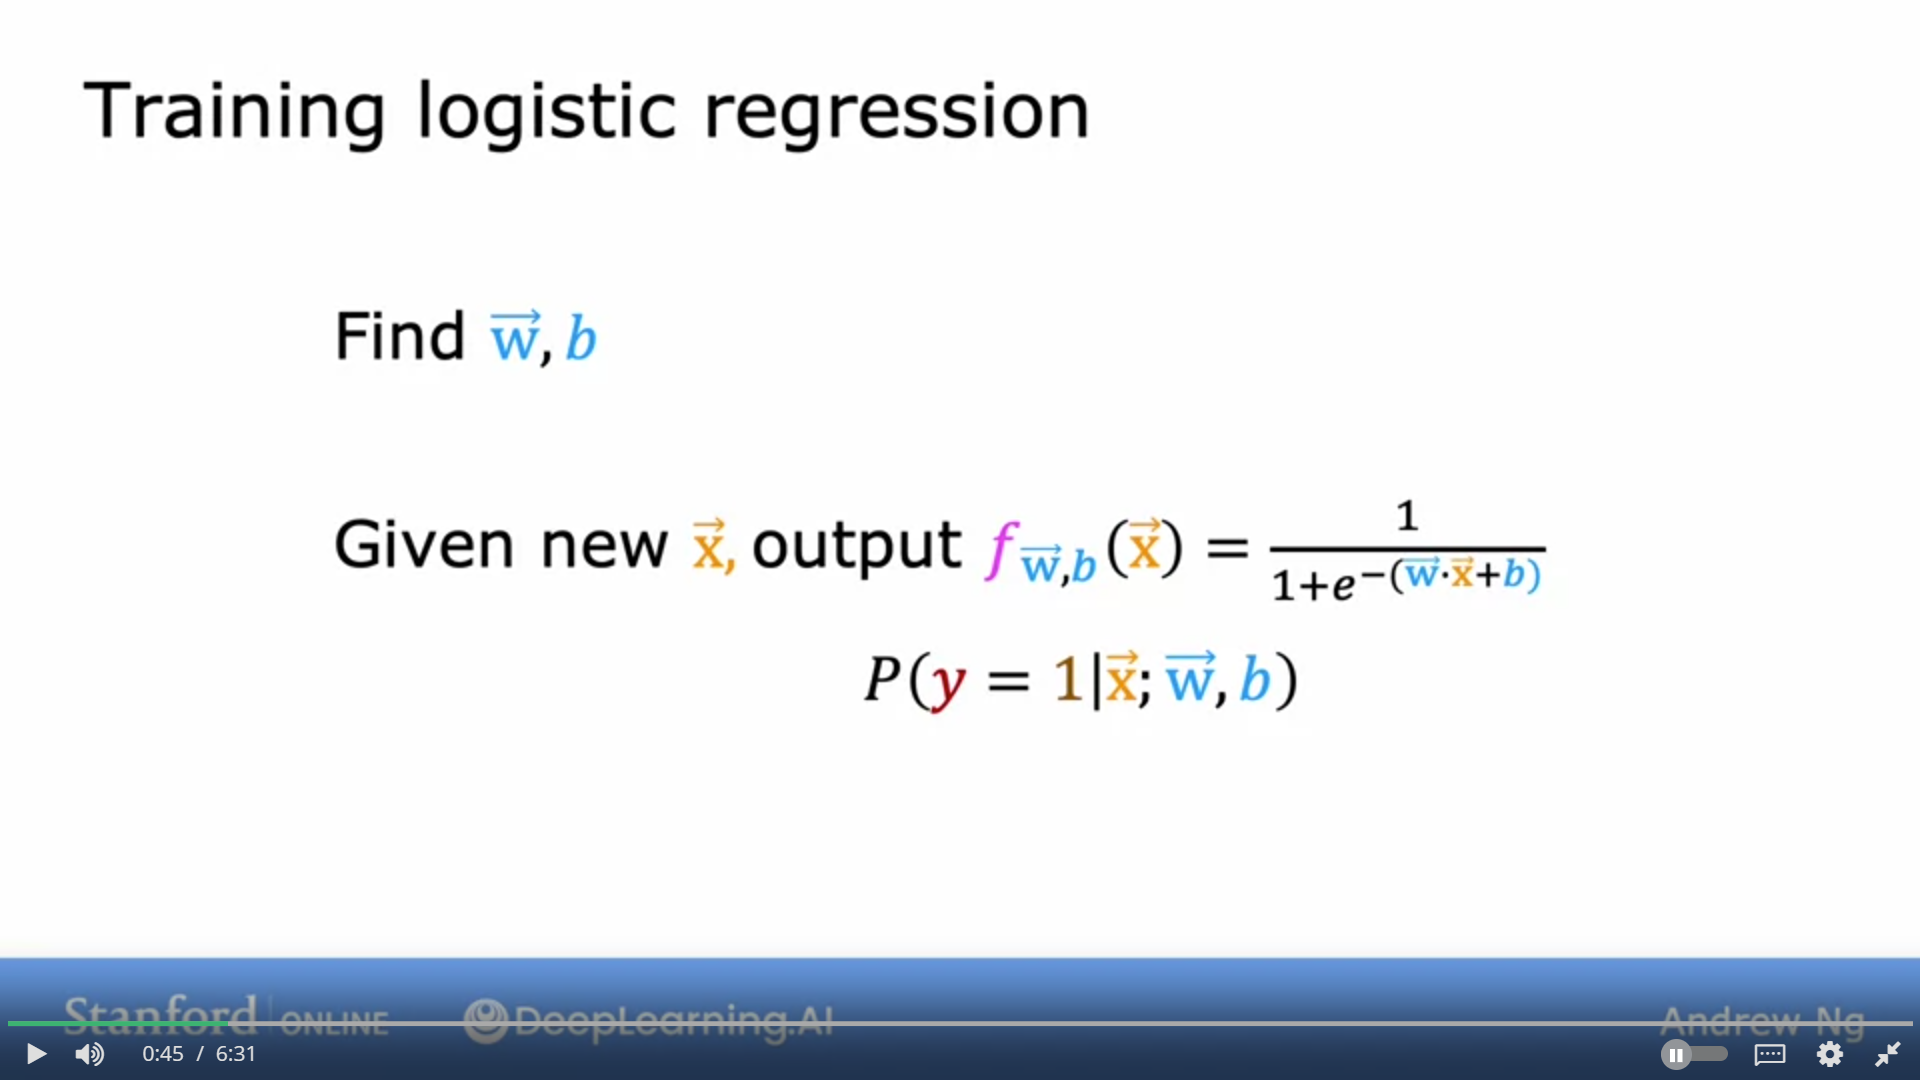 Training logistic regression
Find w⃗, b
Given new x⃗, output f w⃗,b (x⃗) = 1 / 1+e^−(w⃗·x⃗+b)
P(y = 1|x⃗; w⃗, b)
Stanford | ONLINE DeepLearning.AI Andrew Ng
0:45 / 6:31